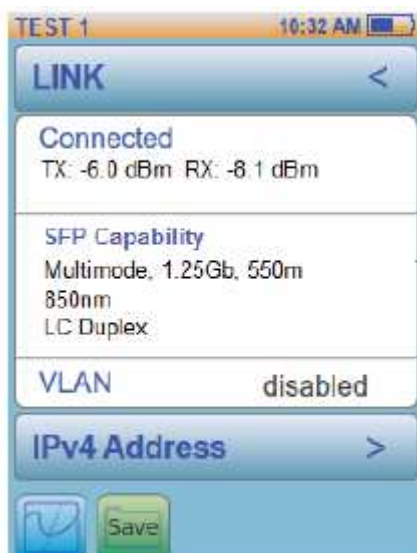 TEST 1 10:32 AM
LINK <
Connected
TX: -6.0 dBm RX: -8.1 dBm
SFP Capability
Multimode, 1.25Gb, 550m
850nm
LC Duplex
VLAN disabled
IPv4 Address >
Save